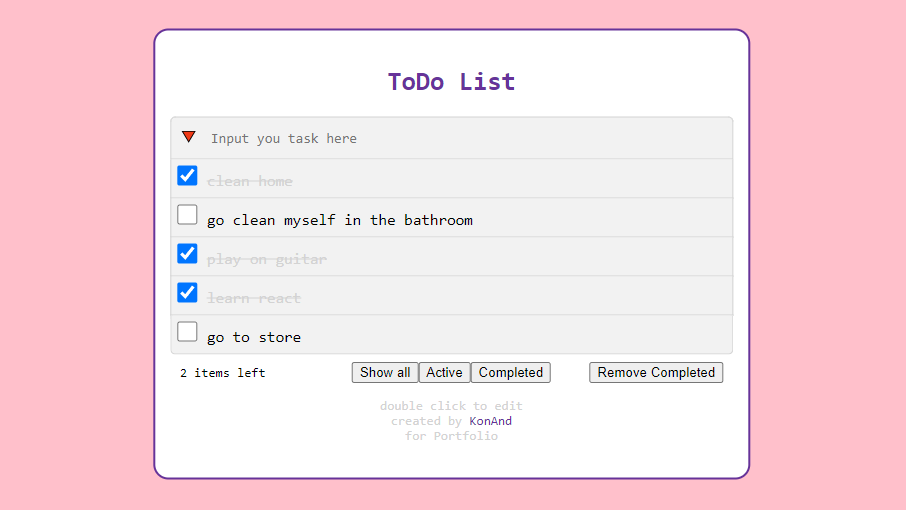 ToDo List
Input you task here
clean home
go clean myself in the bathroom
play on guitar
learn react
go to store
2 items left Show all Active Completed Remove Completed
double click to edit
created by KonAnd
for Portfolio